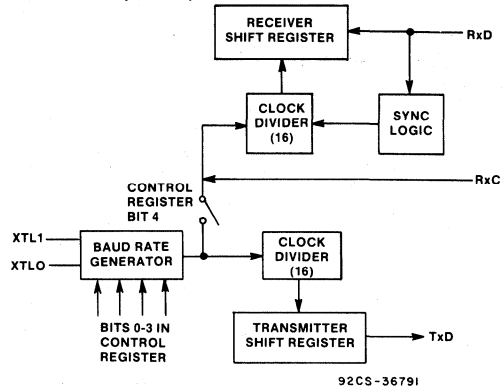 RECEIVER
SHIFT REGISTER
RxD
CLOCK
DIVIDER
(16)
SYNC
LOGIC
RxC
CONTROL
REGISTER
BIT 4
XTL1
XTLO
BAUD RATE
GENERATOR
CLOCK
DIVIDER
(16)
BITS 0-3 IN
CONTROL
REGISTER
TRANSMITTER
SHIFT REGISTER
TxD
92CS-36791